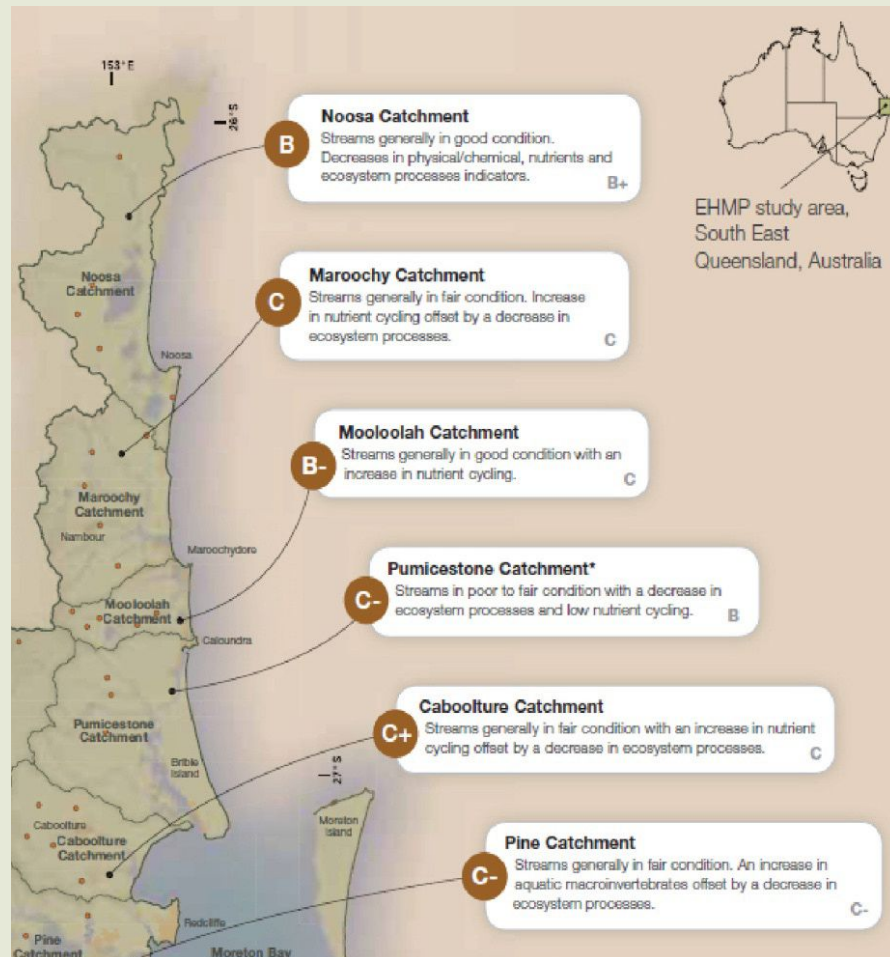 153°E
26°S
B
Noosa Catchment
Streams generally in good condition.
Decreases in physical/chemical, nutrients and
ecosystem processes indicators.
B+
EHMP study area,
South East
Queensland, Australia
C
Maroochy Catchment
Streams generally in fair condition. Increase
in nutrient cycling offset by a decrease in
ecosystem processes.
C
Noosa
Catchment
Noosa
B-
Mooloolah Catchment
Streams generally in good condition with an
increase in nutrient cycling.
C
Maroochy
Catchment
Nambour
Maroochydore
C-
Pumicestone Catchment*
Streams in poor to fair condition with a decrease in
ecosystem processes and low nutrient cycling.
B
Mooloolah
Catchment
Caloundra
C+
Caboolture Catchment
Streams generally in fair condition with an increase in nutrient
cycling offset by a decrease in ecosystem processes.
C
Pumicestone
Catchment
Bribie
Island
27°S
Moreton
Island
Caboolture
Caboolture
Catchment
C-
Pine Catchment
Streams generally in fair condition. An increase in
aquatic macroinvertebrates offset by a decrease in
ecosystem processes.
C-
Redcliffe
Pine
Catchment
Moreton Bay